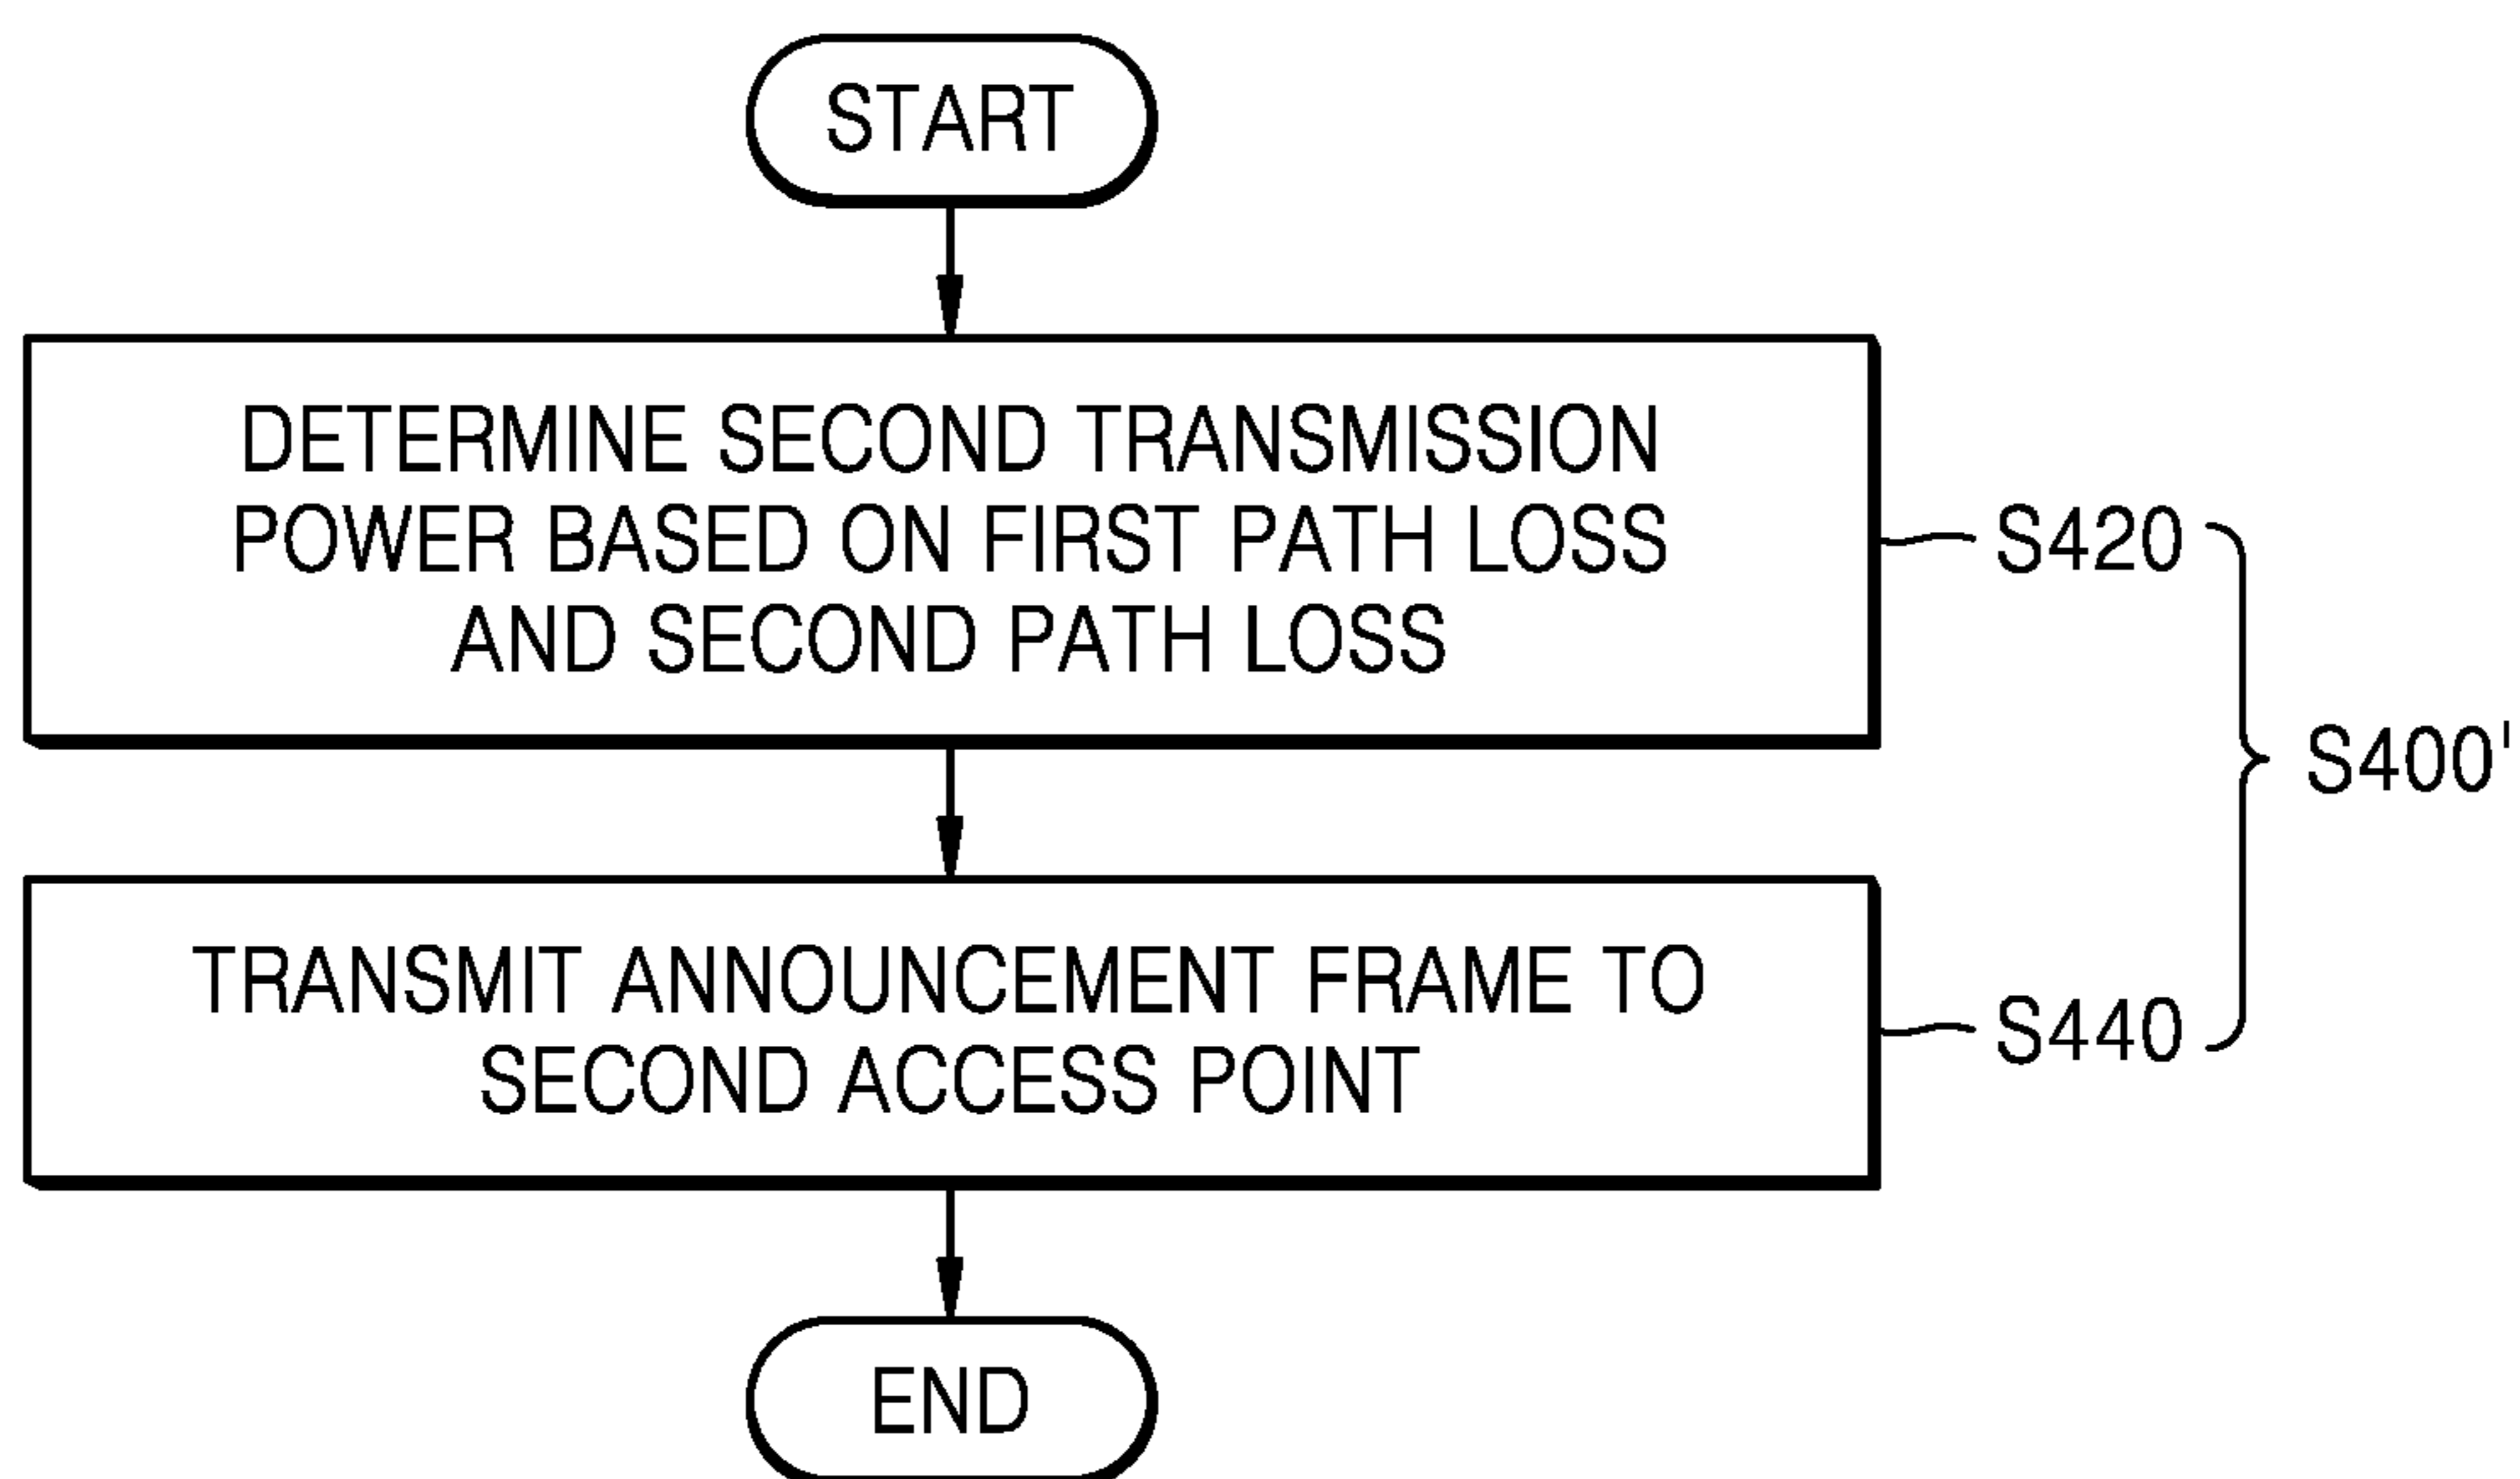 START
DETERMINE SECOND TRANSMISSION
POWER BASED ON FIRST PATH LOSS
AND SECOND PATH LOSS
S420
S400'
TRANSMIT ANNOUNCEMENT FRAME TO
SECOND ACCESS POINT
S440
END